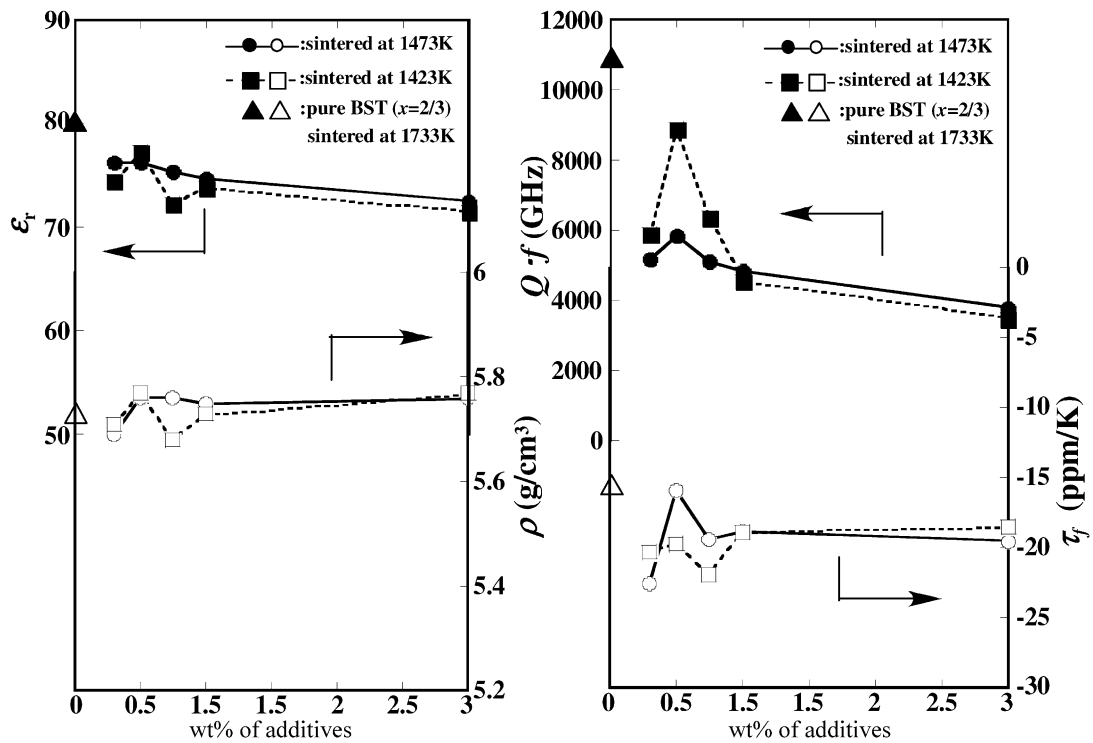 90
80
70
60
50
εr
:sintered at 1473K
:sintered at 1423K
:pure BST (x=2/3)
sintered at 1733K
6
5.8
5.6
5.4
5.2
ρ (g/cm³)
0 0.5 1.5 1.5 2 2.5 3
wt% of additives
12000
10000
8000
6000
4000
2000
0
Q·f (GHz)
:sintered at 1473K
:sintered at 1423K
:pure BST (x=2/3)
sintered at 1733K
0
-5
-10
-15
-20
-25
-30
τf (ppm/K)
0 0.5 1.5 1.5 2 2.5 3
wt% of additives